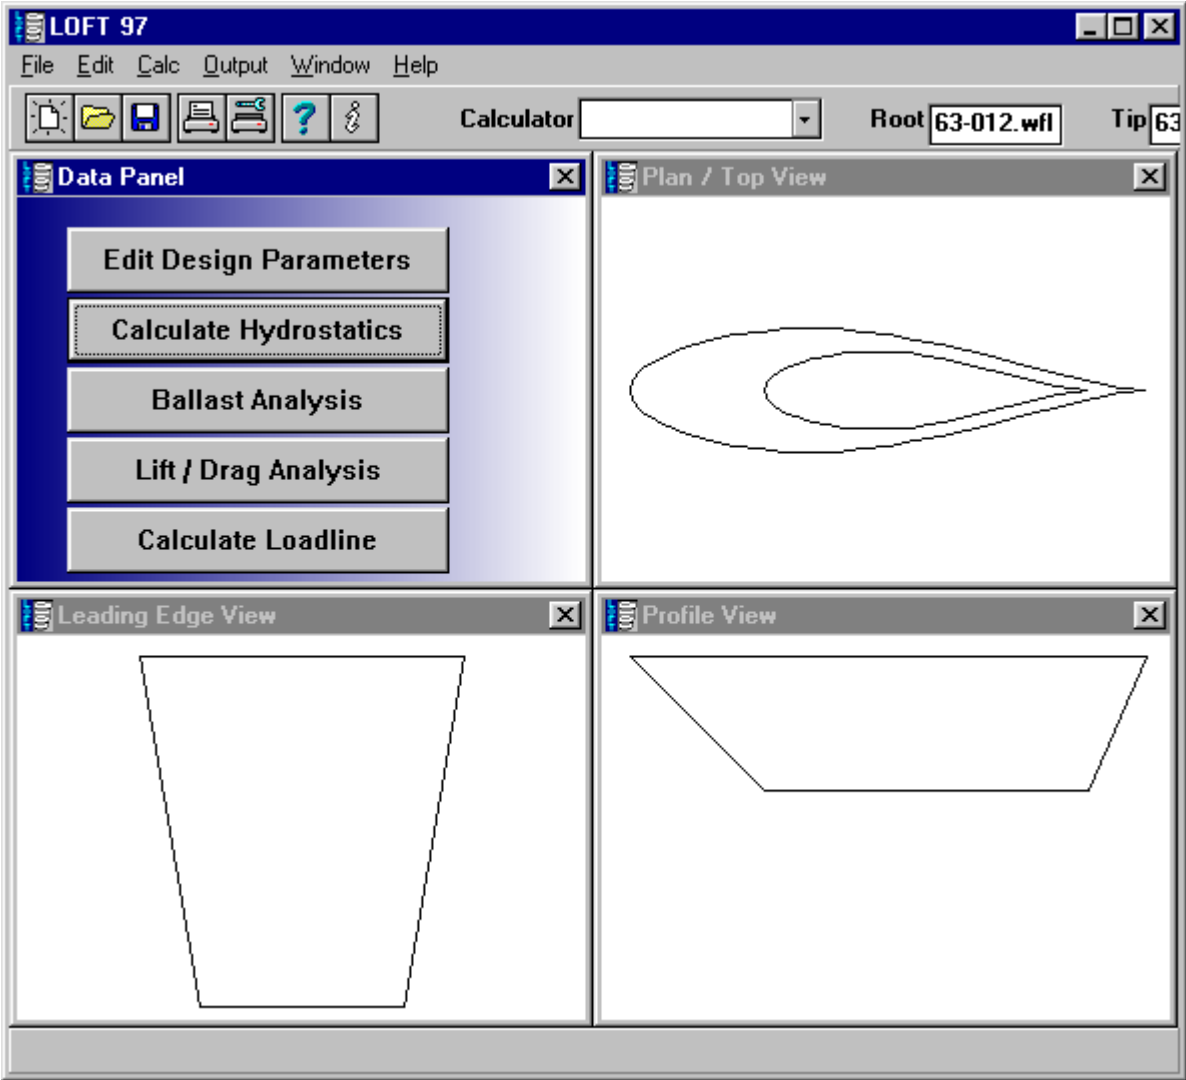 LOFT 97
File Edit Calc Output Window Help
Calculator Root 63-012.wfl Tip 63
Data Panel
Edit Design Parameters
Calculate Hydrostatics
Ballast Analysis
Lift / Drag Analysis
Calculate Loadline
Plan / Top View
Leading Edge View
Profile View